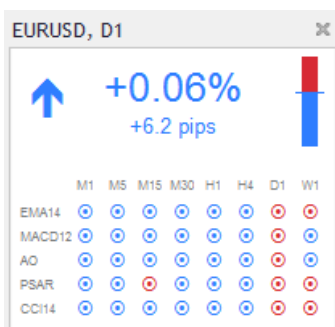 EURUSD, D1
+0.06%
+6.2 pips
M1 M5 M15 M30 H1 H4 D1 W1
EMA14
MACD12
AO
PSAR
CCI14